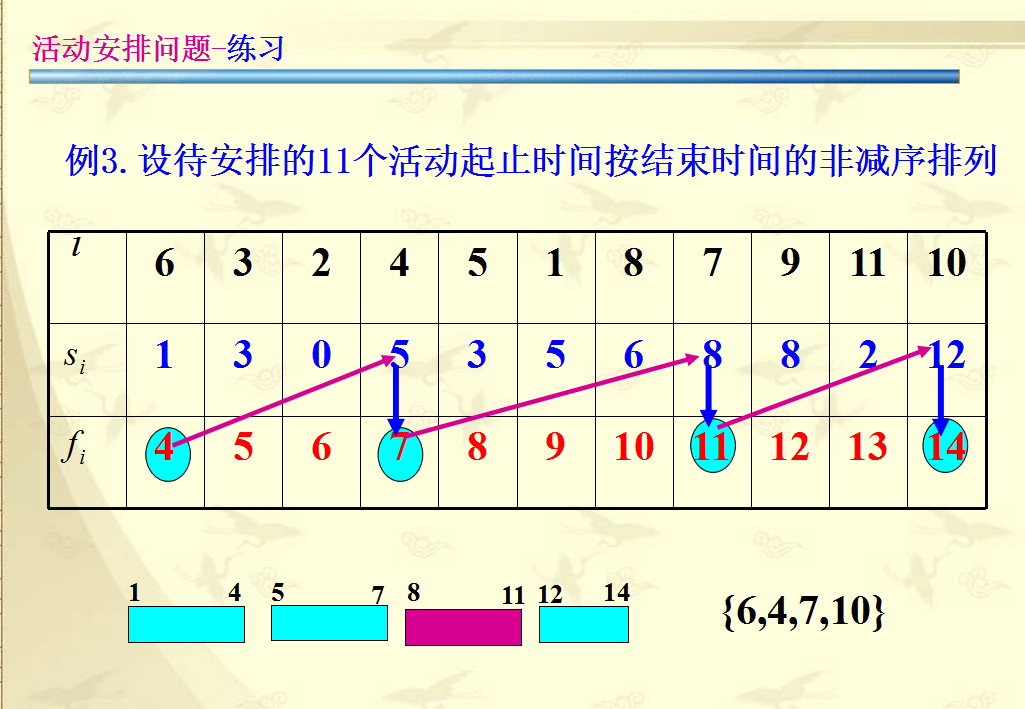 活动安排问题-练习
例3. 设待安排的11个活动起止时间按结束时间的非减序排列
i 6 3 2 4 5 1 8 7 9 11 10
si 1 3 0 5 3 5 6 8 8 2 12
fi 4 5 6 7 8 9 10 11 12 13 14
1 4 5 7 8 11 12 14
{6,4,7,10}